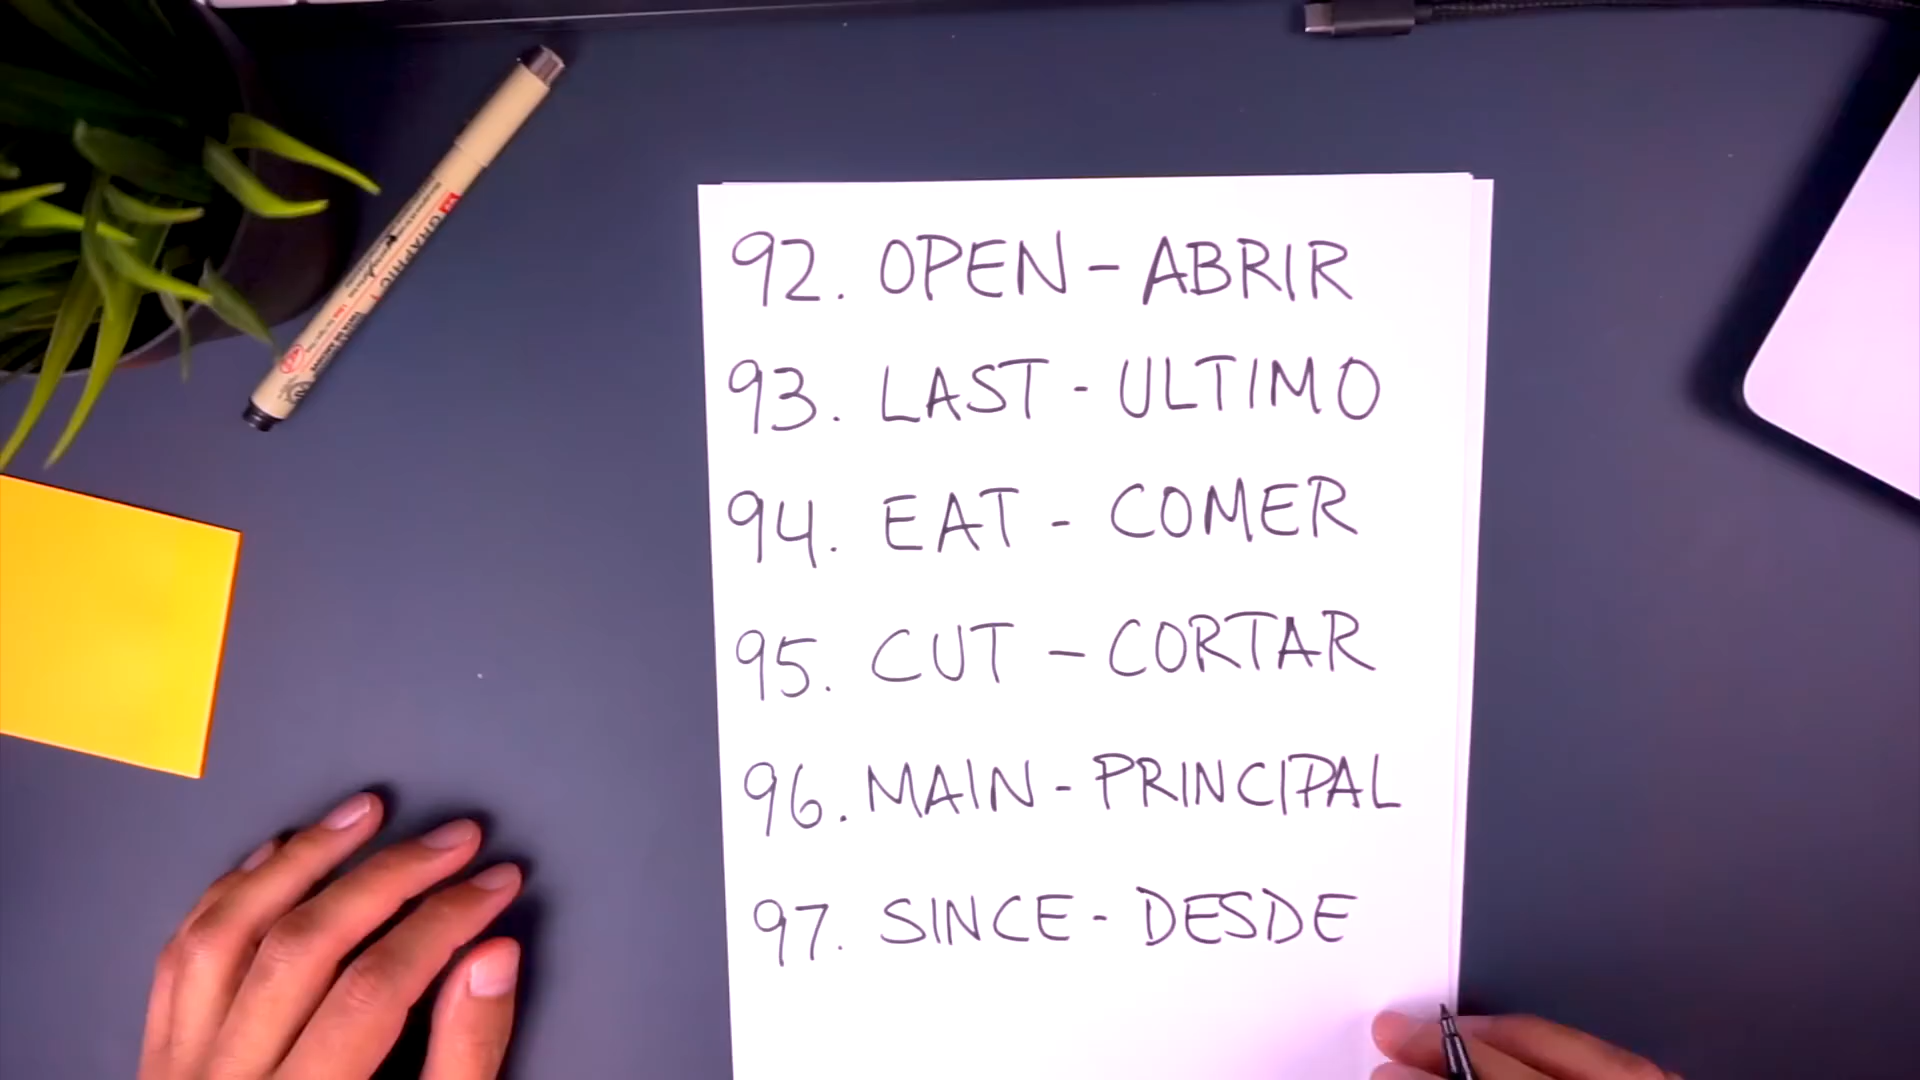 92. OPEN - ABRIR
93. LAST - ULTIMO
94. EAT - COMER
95. CUT - CORTAR
96. MAIN - PRINCIPAL
97. SINCE - DESDE